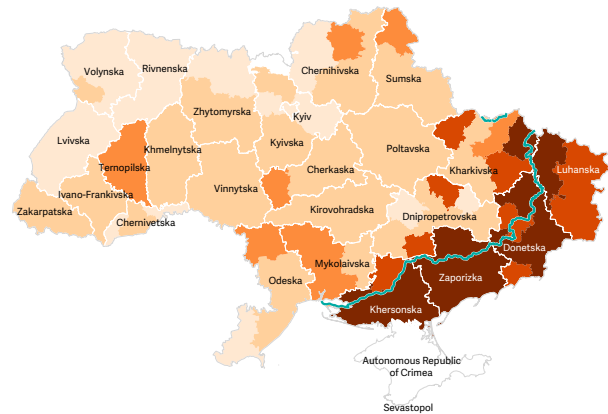 Volynska
Rivnenska
Chernihivska
Sumska
Zhytomyrska
Kyiv
Lvivska
Khmelnytska
Kyivska
Poltavska
Ternopilska
Cherkaska
Kharkivska
Luhanska
Ivano-Frankivska
Vinnytska
Zakarpatska
Chernivetska
Kirovohradska
Dnipropetrovska
Donetska
Mykolaivska
Odeska
Zaporizka
Khersonska
Autonomous Republic
of Crimea
Sevastopol